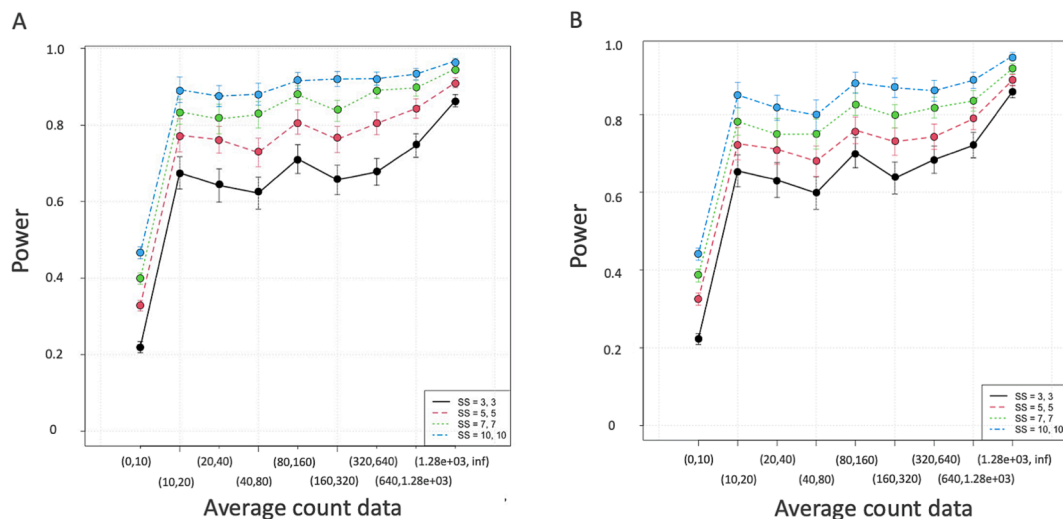 A
1.0
0.8
0.6
0.4
0.2
0
Power
SS = 3, 3
SS = 5, 5
SS = 7, 7
SS = 10, 10
(0,10) (20,40) (80,160) (320,640) (1.28e+03, inf)
(10,20) (40,80) (160,320) (640,1.28e+03)
Average count data
,
B
1.0
0.8
0.6
0.4
0.2
0
Power
SS = 3, 3
SS = 5, 5
SS = 7, 7
SS = 10, 10
(0,10) (20,40) (80,160) (320,640) (1.28e+03, inf)
(10,20) (40,80) (160,320) (640,1.28e+03)
Average count data